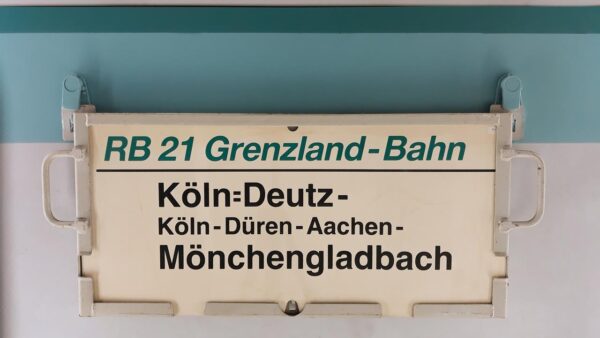 RB 21 Grenzland-Bahn
Köln=Deutz-
Köln-Düren-Aachen-
Mönchengladbach